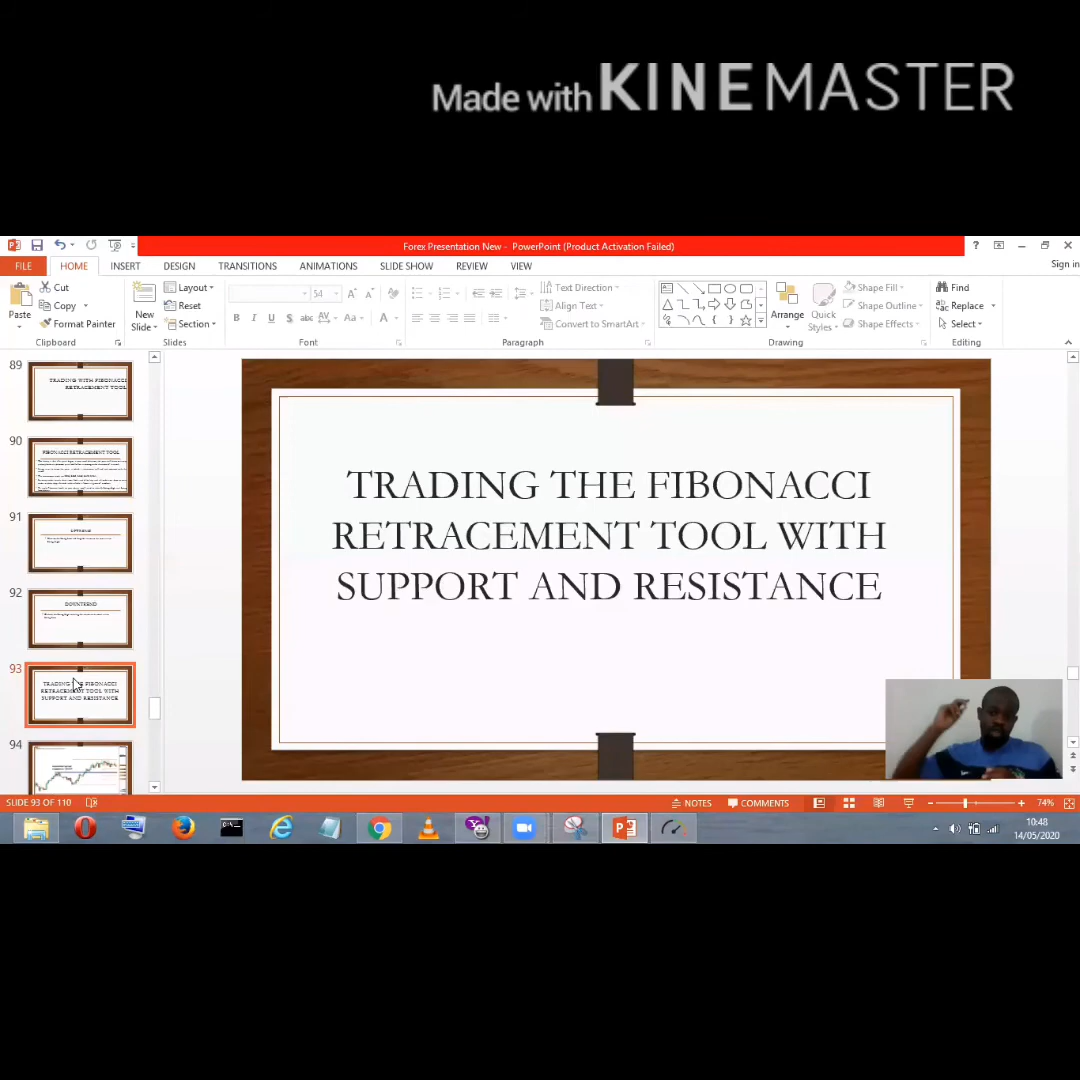 Made with KINEMASTER
Forex Presentation New - PowerPoint (Product Activation Failed)
FILE HOME INSERT DESIGN TRANSITIONS ANIMATIONS SLIDE SHOW REVIEW VIEW Sign in
Paste
Cut
Copy
Format Painter
Clipboard
New
Slide
Layout
Reset
Section
Slides
54
Font
Text Direction
Align Text
Convert to SmartArt
Paragraph
Arrange
Quick
Styles
Shape Fill
Shape Outline
Shape Effects
Drawing
Find
Replace
Select
Editing
89
TRADING WITH FIBONACCI
RETRACEMENT TOOL
90
FIBONACCI RETRACEMENT TOOL
91
92
DOWNTREND
93
TRADING THE FIBONACCI
RETRACEMENT TOOL WITH
SUPPORT AND RESISTANCE
94
TRADING THE FIBONACCI
RETRACEMENT TOOL WITH
SUPPORT AND RESISTANCE
SLIDE 93 OF 110
NOTES
COMMENTS
74%
10:48
14/05/2020